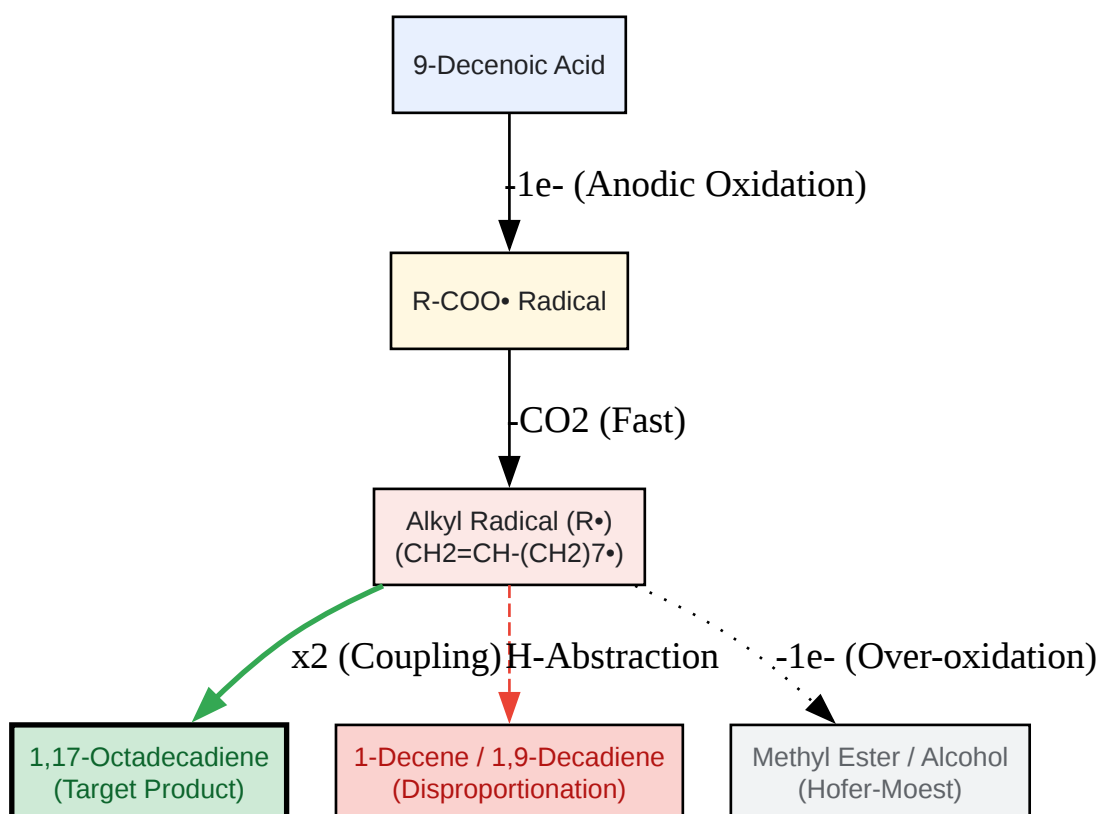 9-Decenoic Acid
-1e- (Anodic Oxidation)
R-COO• Radical
-CO2 (Fast)
Alkyl Radical (R•)
(CH2=CH-(CH2)7•)
x2 (Coupling)
H-Abstraction
-1e- (Over-oxidation)
1,17-Octadecadiene
(Target Product)
1-Decene / 1,9-Decadiene
(Disproportionation)
Methyl Ester / Alcohol
(Hofer-Moest)